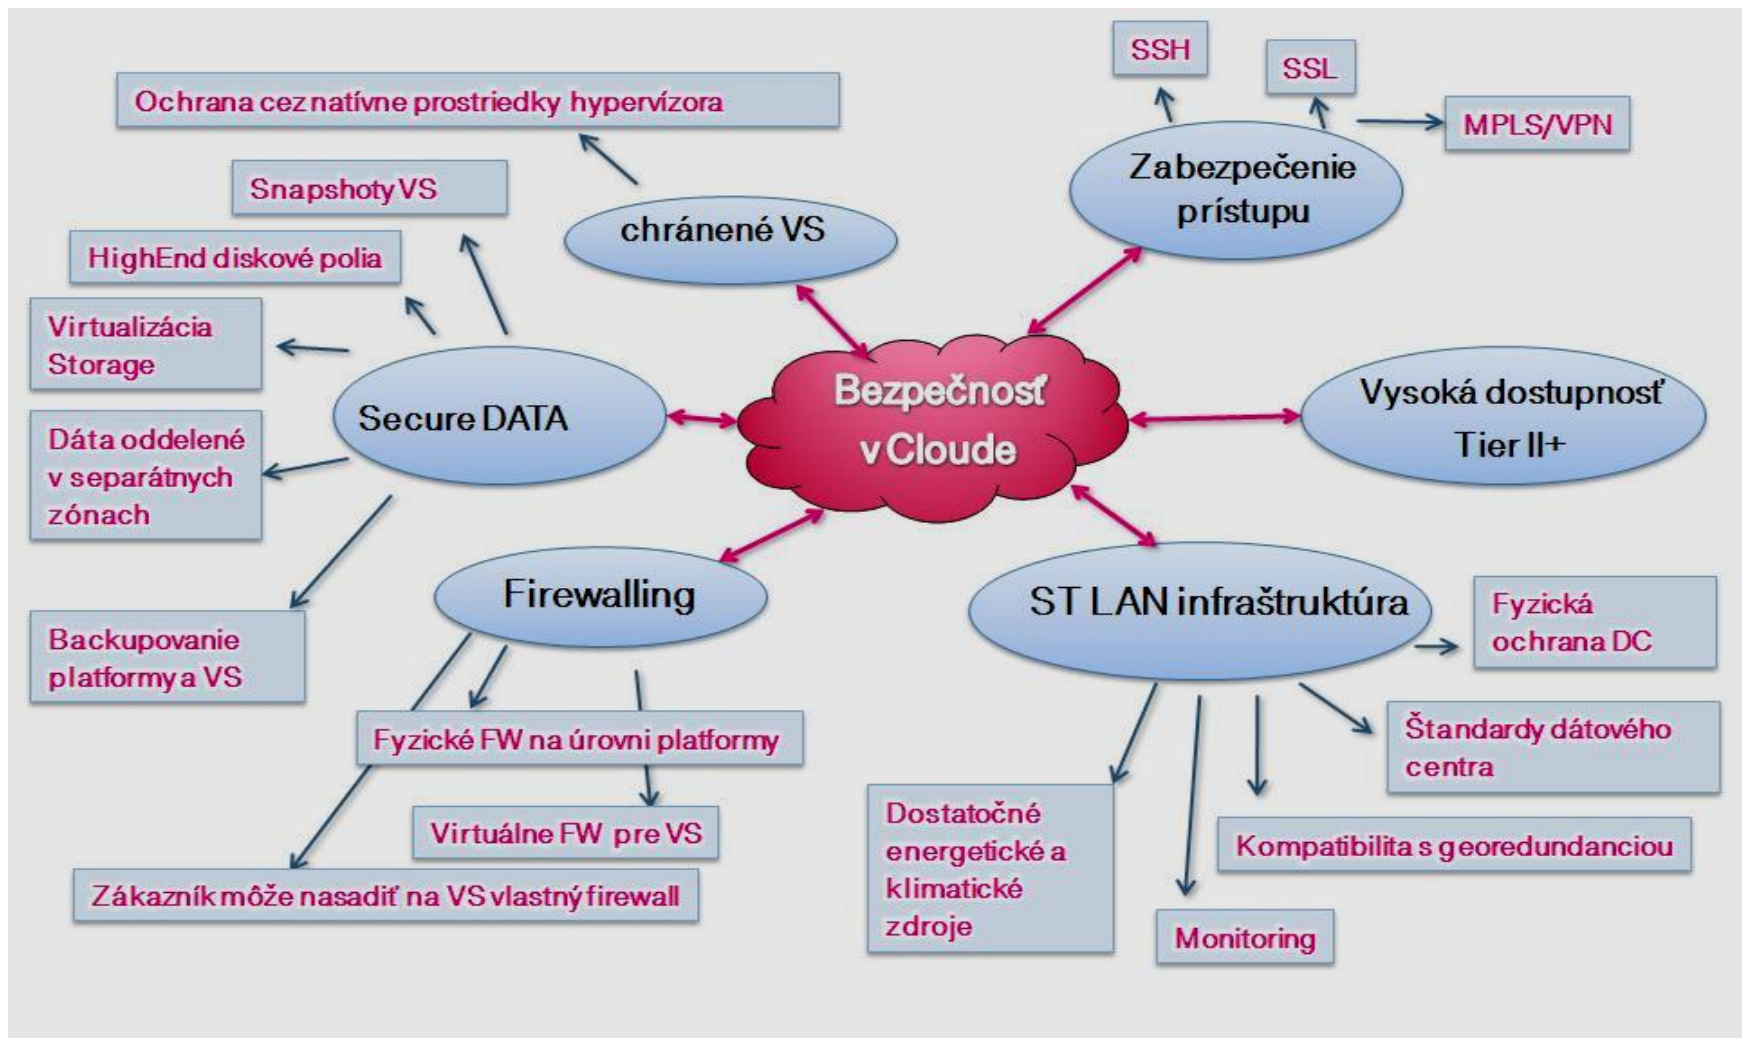 SSH
SSL
MPLS/VPN
Zabezpečenie
prístupu
Ochrana cez natívne prostriedky hypervízora
Snapshoty VS
chránené VS
HighEnd diskové polia
Virtualizácia
Storage
Secure DATA
Dáta oddelené
v separátnych
zónach
Backupovanie
platformy a VS
Bezpečnosť
v Cloude
Vysoká dostupnosť
Tier II+
Firewalling
Fyzické FW na úrovni platformy
Virtuálne FW pre VS
Zákazník môže nasadiť na VS vlastný firewall
ST LAN infraštruktúra
Fyzická
ochrana DC
Štandardy dátového
centra
Kompatibilita s georedundanciou
Monitoring
Dostatočné
energetické a
klimatické
zdroje